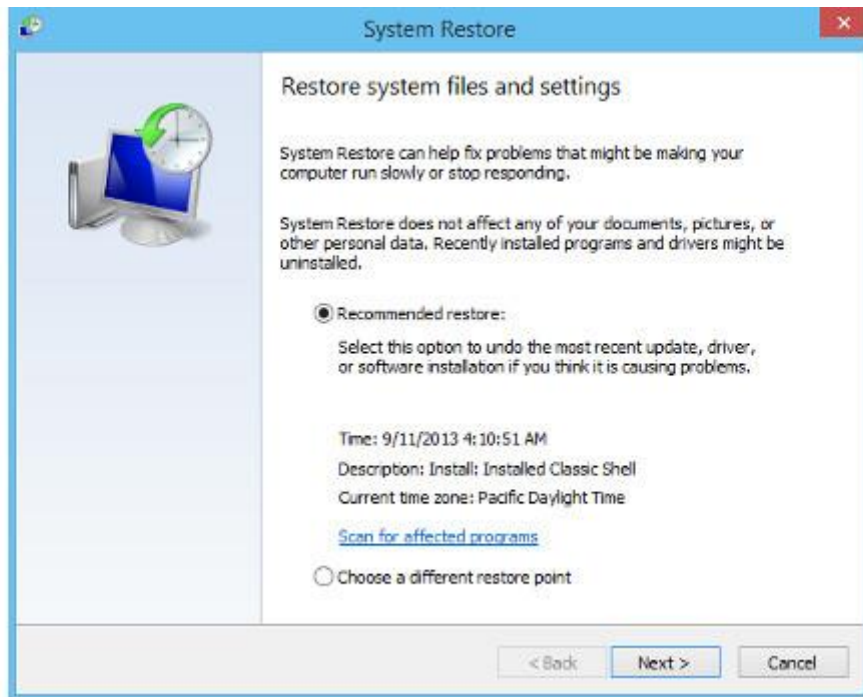 System Restore
Restore system files and settings
System Restore can help fix problems that might be making your
computer run slowly or stop responding.
System Restore does not affect any of your documents, pictures, or
other personal data. Recently installed programs and drivers might be
uninstalled.
Recommended restore:
Select this option to undo the most recent update, driver,
or software installation if you think it is causing problems.
Time: 9/11/2013 4:10:51 AM
Description: Install: Installed Classic Shell
Current time zone: Pacific Daylight Time
Scan for affected programs
Choose a different restore point
< Back Next > Cancel